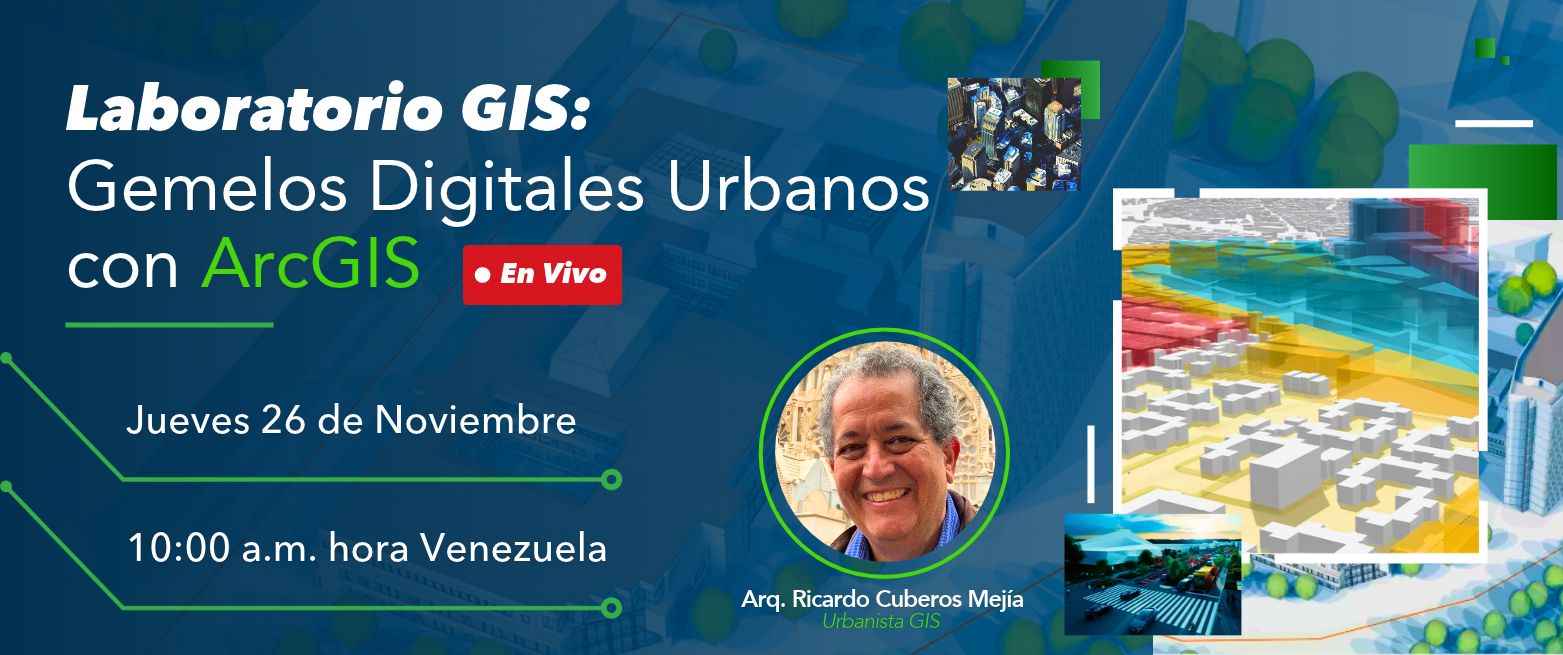 Laboratorio GIS:
Gemelos Digitales Urbanos
con ArcGIS
En Vivo
Jueves 26 de Noviembre
10:00 a.m. hora Venezuela
Arq. Ricardo Cuberos Mejía
Urbanista GIS